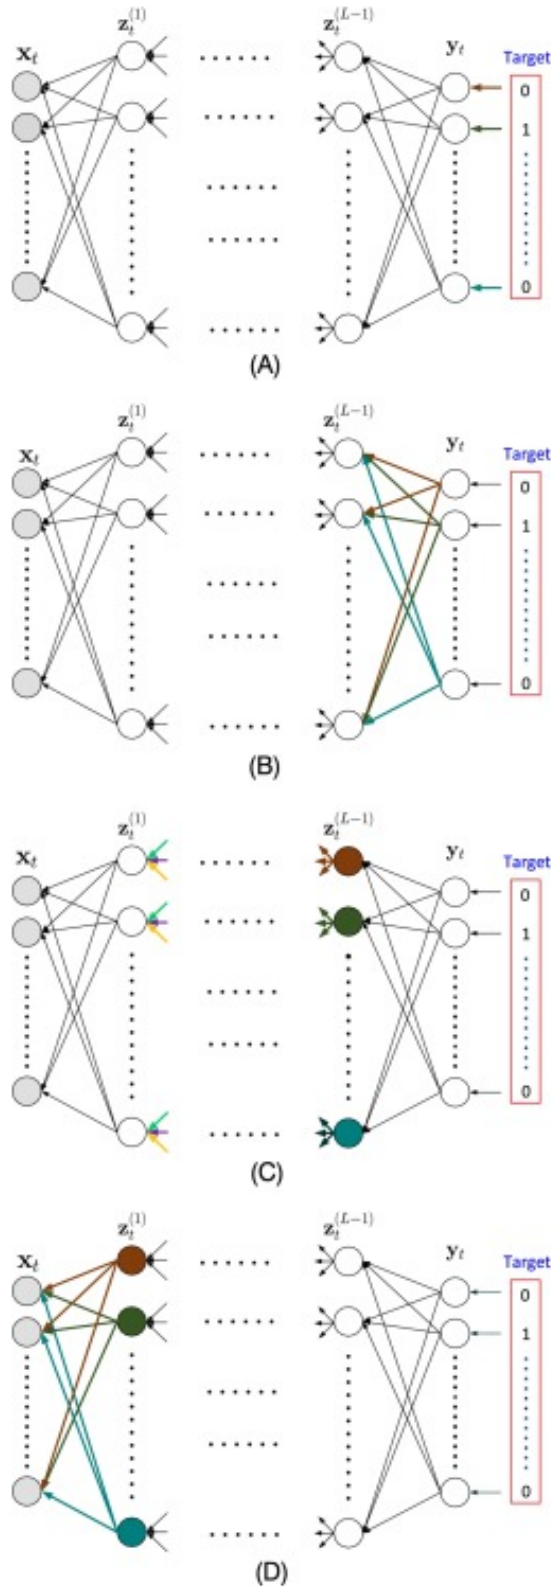 z_t^{(1)} z_t^{(L-1)}
x_t y_t Target
0
1
0
(A)
z_t^{(1)} z_t^{(L-1)}
x_t y_t Target
0
1
0
(B)
z_t^{(1)} z_t^{(L-1)}
x_t y_t Target
0
1
0
(C)
z_t^{(1)} z_t^{(L-1)}
x_t y_t Target
0
1
0
(D)